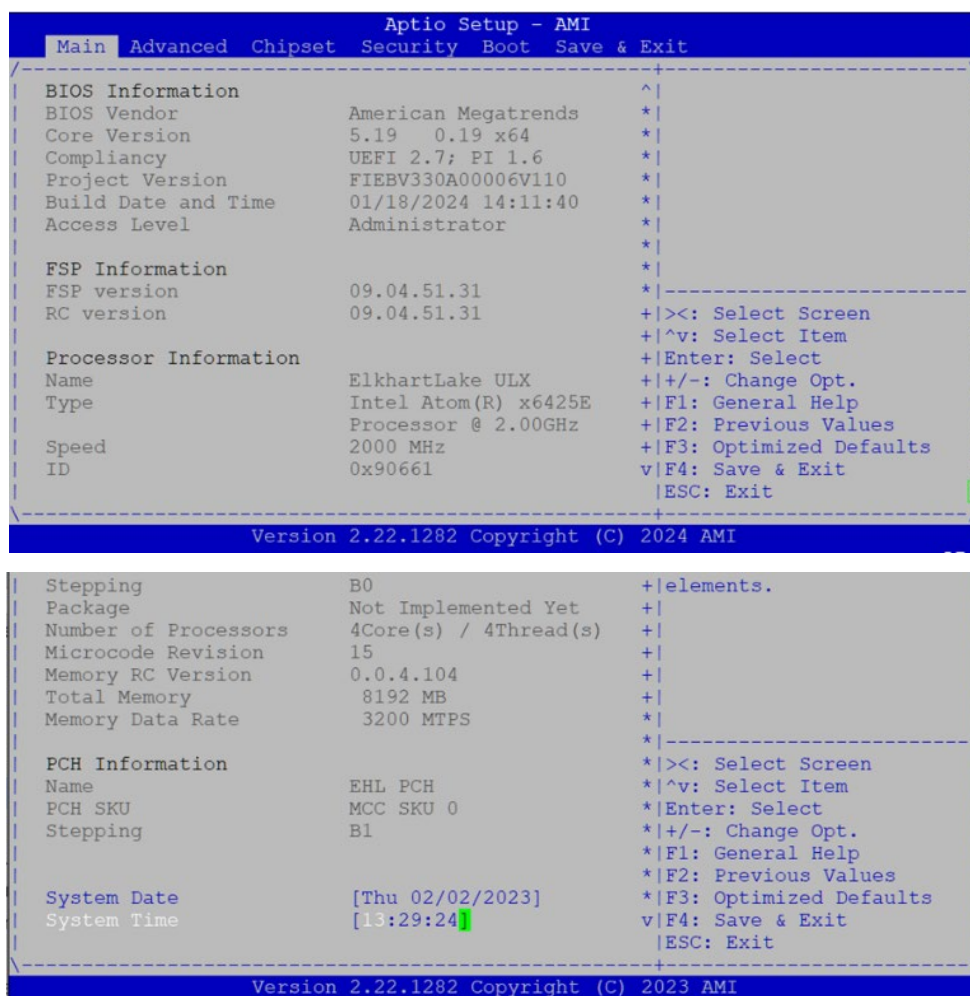 Aptio Setup - AMI
Main Advanced Chipset Security Boot Save & Exit
/---------------------------------------------------+-------------------------
| BIOS Information ^|
| BIOS Vendor American Megatrends *|
| Core Version 5.19 0.19 x64 *|
| Compliancy UEFI 2.7; PI 1.6 *|
| Project Version FIEBV330A00006V110 *|
| Build Date and Time 01/18/2024 14:11:40 *|
| Access Level Administrator *|
| *|
| FSP Information *|
| FSP version 09.04.51.31 *|-------------------------
| RC version 09.04.51.31 +|><: Select Screen
| +|^v: Select Item
| Processor Information +|Enter: Select
| Name ElkhartLake ULX +|+/-: Change Opt.
| Type Intel Atom(R) x6425E +|F1: General Help
| Processor @ 2.00GHz +|F2: Previous Values
| Speed 2000 MHz +|F3: Optimized Defaults
| ID 0x90661 v|F4: Save & Exit
| |ESC: Exit
\---------------------------------------------------+-------------------------
Version 2.22.1282 Copyright (C) 2024 AMI
| Stepping B0 +|elements.
| Package Not Implemented Yet +|
| Number of Processors 4Core(s) / 4Thread(s) +|
| Microcode Revision 15 +|
| Memory RC Version 0.0.4.104 +|
| Total Memory 8192 MB +|
| Memory Data Rate 3200 MTPS *|
| *|-------------------------
| PCH Information *|><: Select Screen
| Name EHL PCH *|^v: Select Item
| PCH SKU MCC SKU 0 *|Enter: Select
| Stepping B1 *|+/-: Change Opt.
| *|F1: General Help
| *|F2: Previous Values
| System Date [Thu 02/02/2023] *|F3: Optimized Defaults
| System Time [13:29:24] v|F4: Save & Exit
| |ESC: Exit
\---------------------------------------------------+-------------------------
Version 2.22.1282 Copyright (C) 2023 AMI